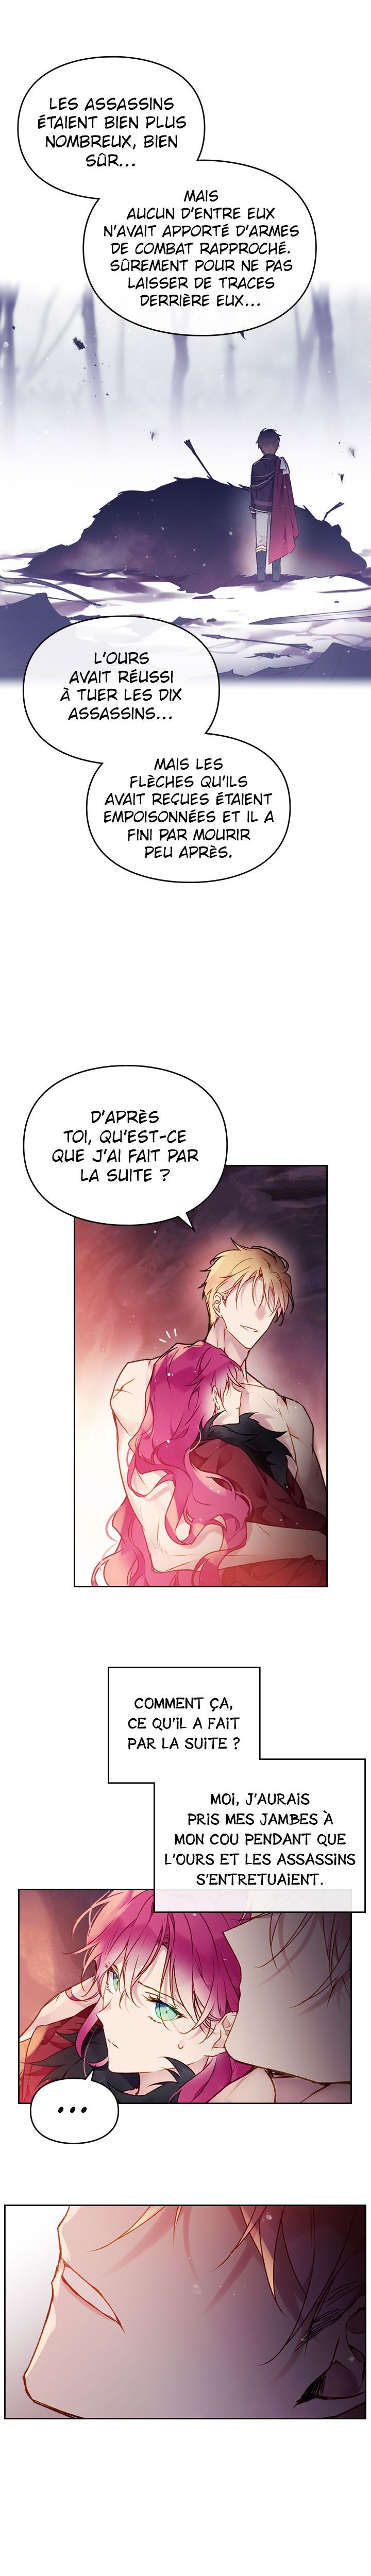 LES ASSASSINS
ÉTAIENT BIEN PLUS
NOMBREUX, BIEN
SÛR...
MAIS
AUCUN D'ENTRE EUX
N'AVAIT APPORTÉ D'ARMES
DE COMBAT RAPPROCHÉ.
SÛREMENT POUR NE PAS
LAISSER DE TRACES
DERRIÈRE EUX...
L'OURS
AVAIT RÉUSSI
À TUER LES DIX
ASSASSINS...
MAIS LES
FLÈCHES QU'ILS
AVAIT REÇUES ÉTAIENT
EMPOISONNÉES ET IL A
FINI PAR MOURIR
PEU APRÈS.
D'APRÈS
TOI, QU'EST-CE
QUE J'AI FAIT PAR
LA SUITE ?
COMMENT ÇA,
CE QU'IL A FAIT
PAR LA SUITE ?
MOI, J'AURAIS
PRIS MES JAMBES À
MON COU PENDANT QUE
L'OURS ET LES ASSASSINS
S'ENTRETUAIENT.
...